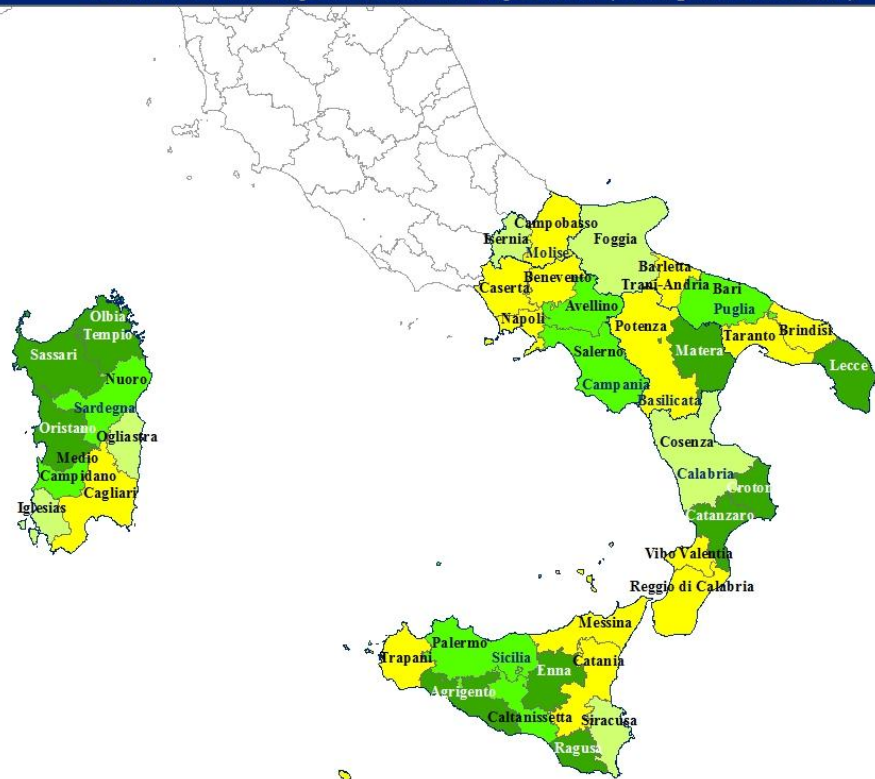 Campobasso
Isernia
Foggia
Molise
Barletta
Benevento
Trani-Andria
Caserta
Bari
Avellino
Puglia
Napoli
Potenza
Taranto
Brindisi
Salerno
Matera
Lecce
Campania
Basilicata
Olbia
Tempio
Sassari
Nuoro
Sardegna
Oristano
Ogliastra
Medio
Campidano
Cagliari
Iglesias
Cosenza
Calabria
Croton
Catanzaro
Vibo Valentia
Reggio di Calabria
Messina
Palermo
Trapani
Sicilia
Catania
Enna
Agrigento
Caltanissetta
Siracusa
Ragusa